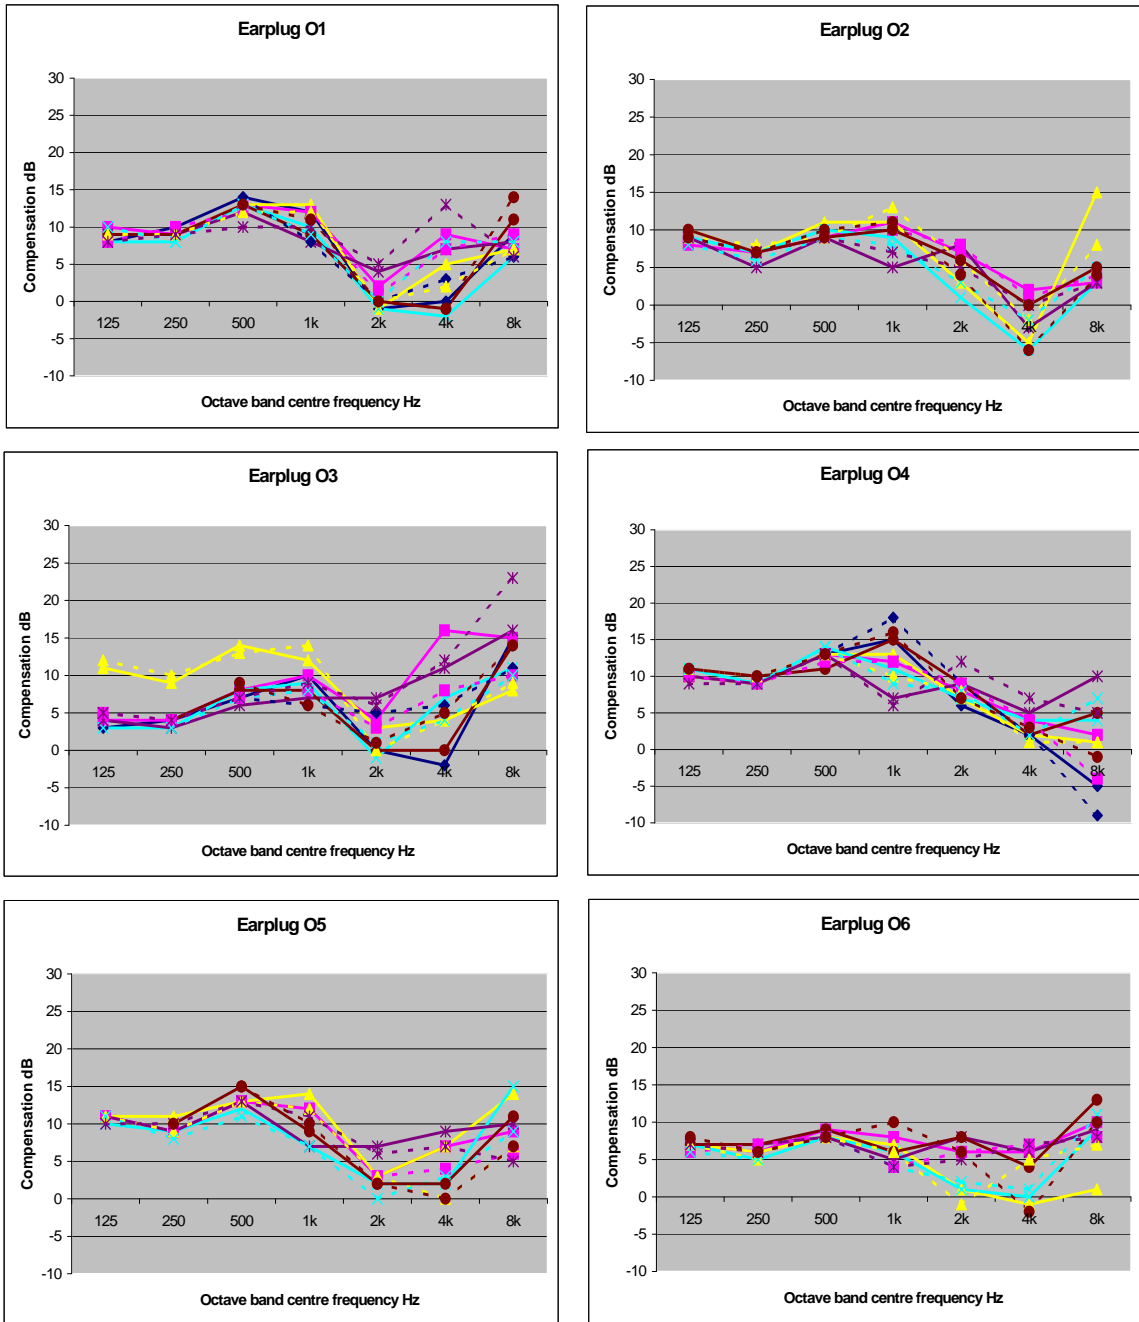 Earplug O1
30
25
20
15
10
5
0
-5
-10
125 250 500 1k 2k 4k 8k
Compensation dB
Octave band centre frequency Hz
Earplug O2
30
25
20
15
10
5
0
-5
-10
125 250 500 1k 2k 4k 8k
Compensation dB
Octave band centre frequency Hz
Earplug O3
30
25
20
15
10
5
0
-5
-10
125 250 500 1k 2k 4k 8k
Compensation dB
Octave band centre frequency Hz
Earplug O4
30
25
20
15
10
5
0
-5
-10
125 250 500 1k 2k 4k 8k
Compensation dB
Octave band centre frequency Hz
Earplug O5
30
25
20
15
10
5
0
-5
-10
125 250 500 1k 2k 4k 8k
Compensation dB
Octave band centre frequency Hz
Earplug O6
30
25
20
15
10
5
0
-5
-10
125 250 500 1k 2k 4k 8k
Compensation dB
Octave band centre frequency Hz